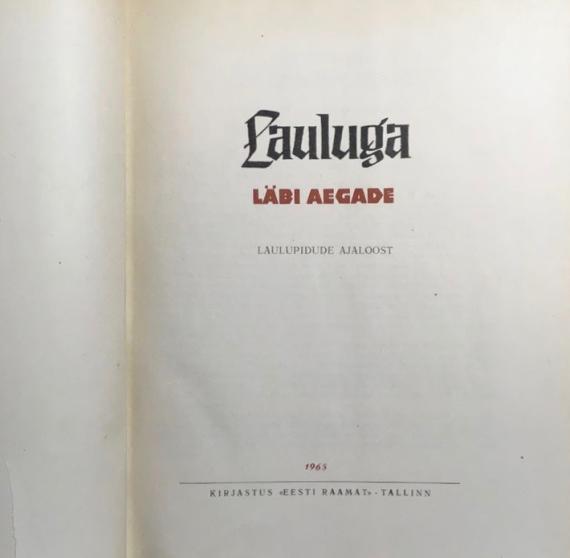 Lauluga
LÄBI AEGADE
LAULUPIDUDE AJALOOST
1965
KIRJASTUS «EESTI RAAMAT» · TALLINN